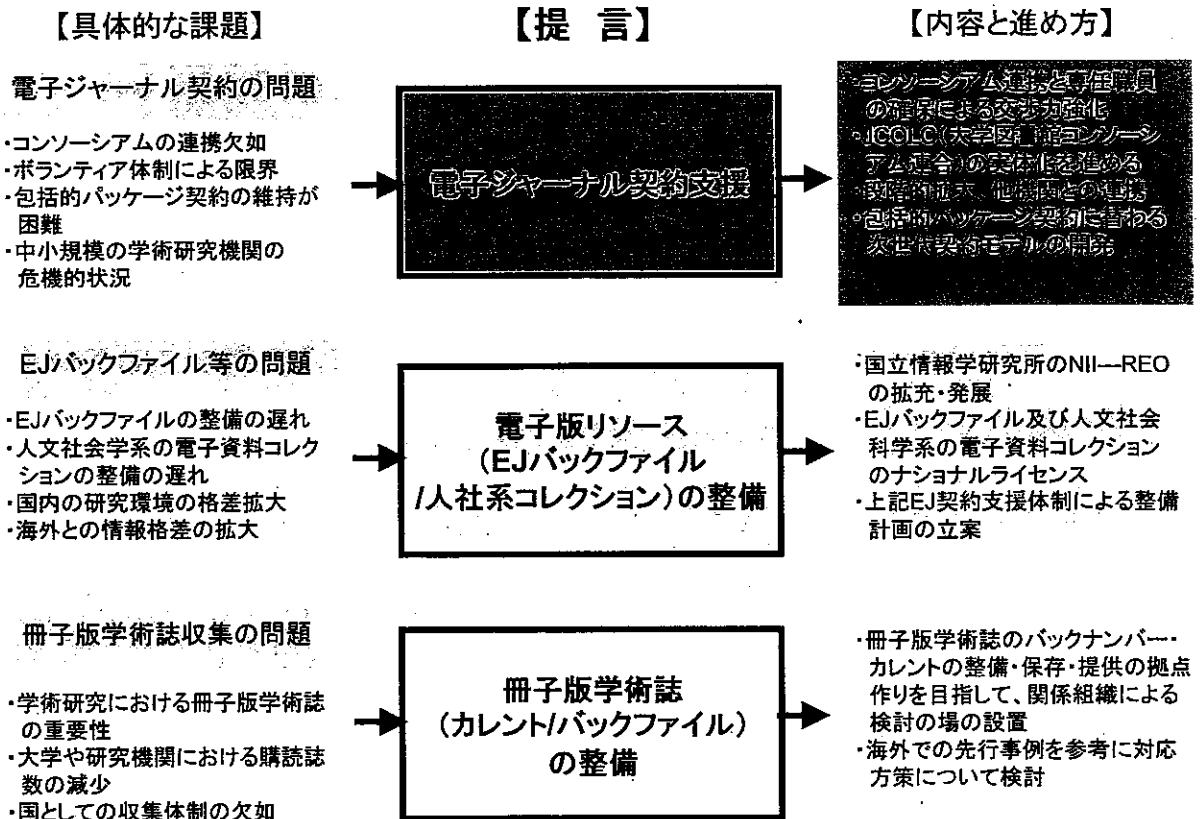 【具体的な課題】
【提 言】
【内容と進め方】
電子ジャーナル契約の問題
・コンソーシアムの連携欠如
・ボランティア体制による限界
・包括的パッケージ契約の維持が
困難
・中小規模の学術研究機関の
危機的状況
電子ジャーナル契約支援
・コンソーシアム連携と専任職員
の確保による交渉力強化
・JCOLC(大学図書館コンソーシ
アム連合)の実体化を進める
・段階的拡大、他機関との連携
・包括的パッケージ契約に替わる
次世代契約モデルの開発
EJバックファイル等の問題
・EJバックファイルの整備の遅れ
・人文社会学系の電子資料コレク
ションの整備の遅れ
・国内の研究環境の格差拡大
・海外との情報格差の拡大
電子版リソース
(EJバックファイル
/人社系コレクション)の整備
・国立情報学研究所のNII―REO
の拡充・発展
・EJバックファイル及び人文社会
科学系の電子資料コレクション
のナショナルライセンス
・上記EJ契約支援体制による整備
計画の立案
冊子版学術誌収集の問題
・学術研究における冊子版学術誌
の重要性
・大学や研究機関における購読誌
数の減少
・国としての収集体制の欠如
冊子版学術誌
(カレント/バックファイル)
の整備
・冊子版学術誌のバックナンバー・
カレントの整備・保存・提供の拠点
作りを目指して、関係組織による
検討の場の設置
・海外での先行事例を参考に対応
方策について検討